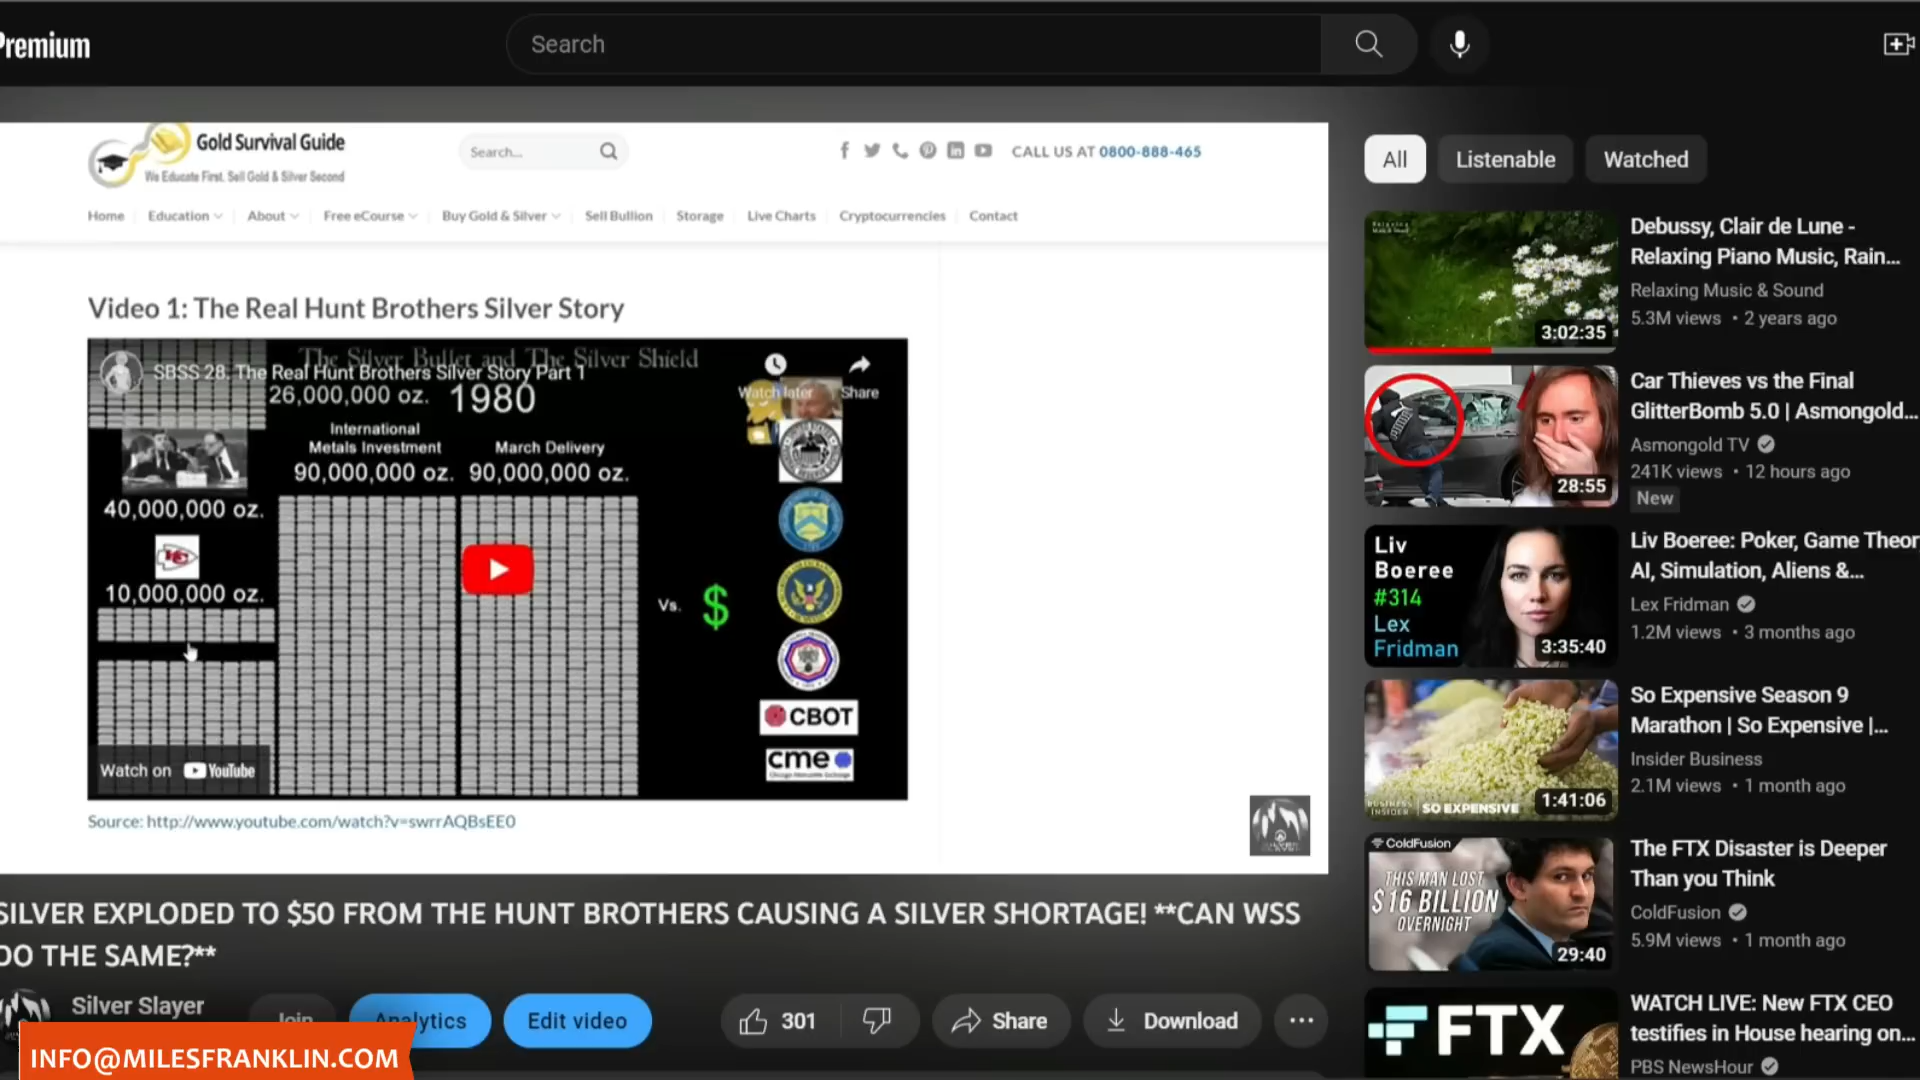 Premium
Search
Gold Survival Guide
We Educate First. Sell Gold & Silver Second
Search...
CALL US AT 0800-888-465
Home
Education
About
Free eCourse
Buy Gold & Silver
Sell Bullion
Storage
Live Charts
Cryptocurrencies
Contact
Video 1: The Real Hunt Brothers Silver Story
The Silver Bullet and The Silver Shield
SBSS 28. The Real Hunt Brothers Silver Story Part 1
Watch later
Share
26,000,000 oz.
1980
International
Metals Investment
90,000,000 oz.
March Delivery
90,000,000 oz.
40,000,000 oz.
KC
10,000,000 oz.
Vs.
$
CBOT
cme
Chicago Mercantile Exchange
Watch on YouTube
Source: http://www.youtube.com/watch?v=swrrAQBsEE0
SILVER EXPLODED TO $50 FROM THE HUNT BROTHERS CAUSING A SILVER SHORTAGE! **CAN WSS
DO THE SAME?**
Silver Slayer
Join
Analytics
Edit video
301
Share
Download
INFO@MILESFRANKLIN.COM
All
Listenable
Watched
3:02:35
Debussy, Clair de Lune -
Relaxing Piano Music, Rain...
Relaxing Music & Sound
5.3M views • 2 years ago
28:55
Car Thieves vs the Final
GlitterBomb 5.0 | Asmongold...
Asmongold TV
241K views • 12 hours ago
New
Liv
Boeree
#314
Lex
Fridman
3:35:40
Liv Boeree: Poker, Game Theor
AI, Simulation, Aliens &...
Lex Fridman
1.2M views • 3 months ago
BUSINESS
INSIDER
SO EXPENSIVE
1:41:06
So Expensive Season 9
Marathon | So Expensive |...
Insider Business
2.1M views • 1 month ago
ColdFusion
THIS MAN LOST
$16 BILLION
OVERNIGHT
29:40
The FTX Disaster is Deeper
Than you Think
ColdFusion
5.9M views • 1 month ago
FTX
WATCH LIVE: New FTX CEO
testifies in House hearing on...
PBS NewsHour